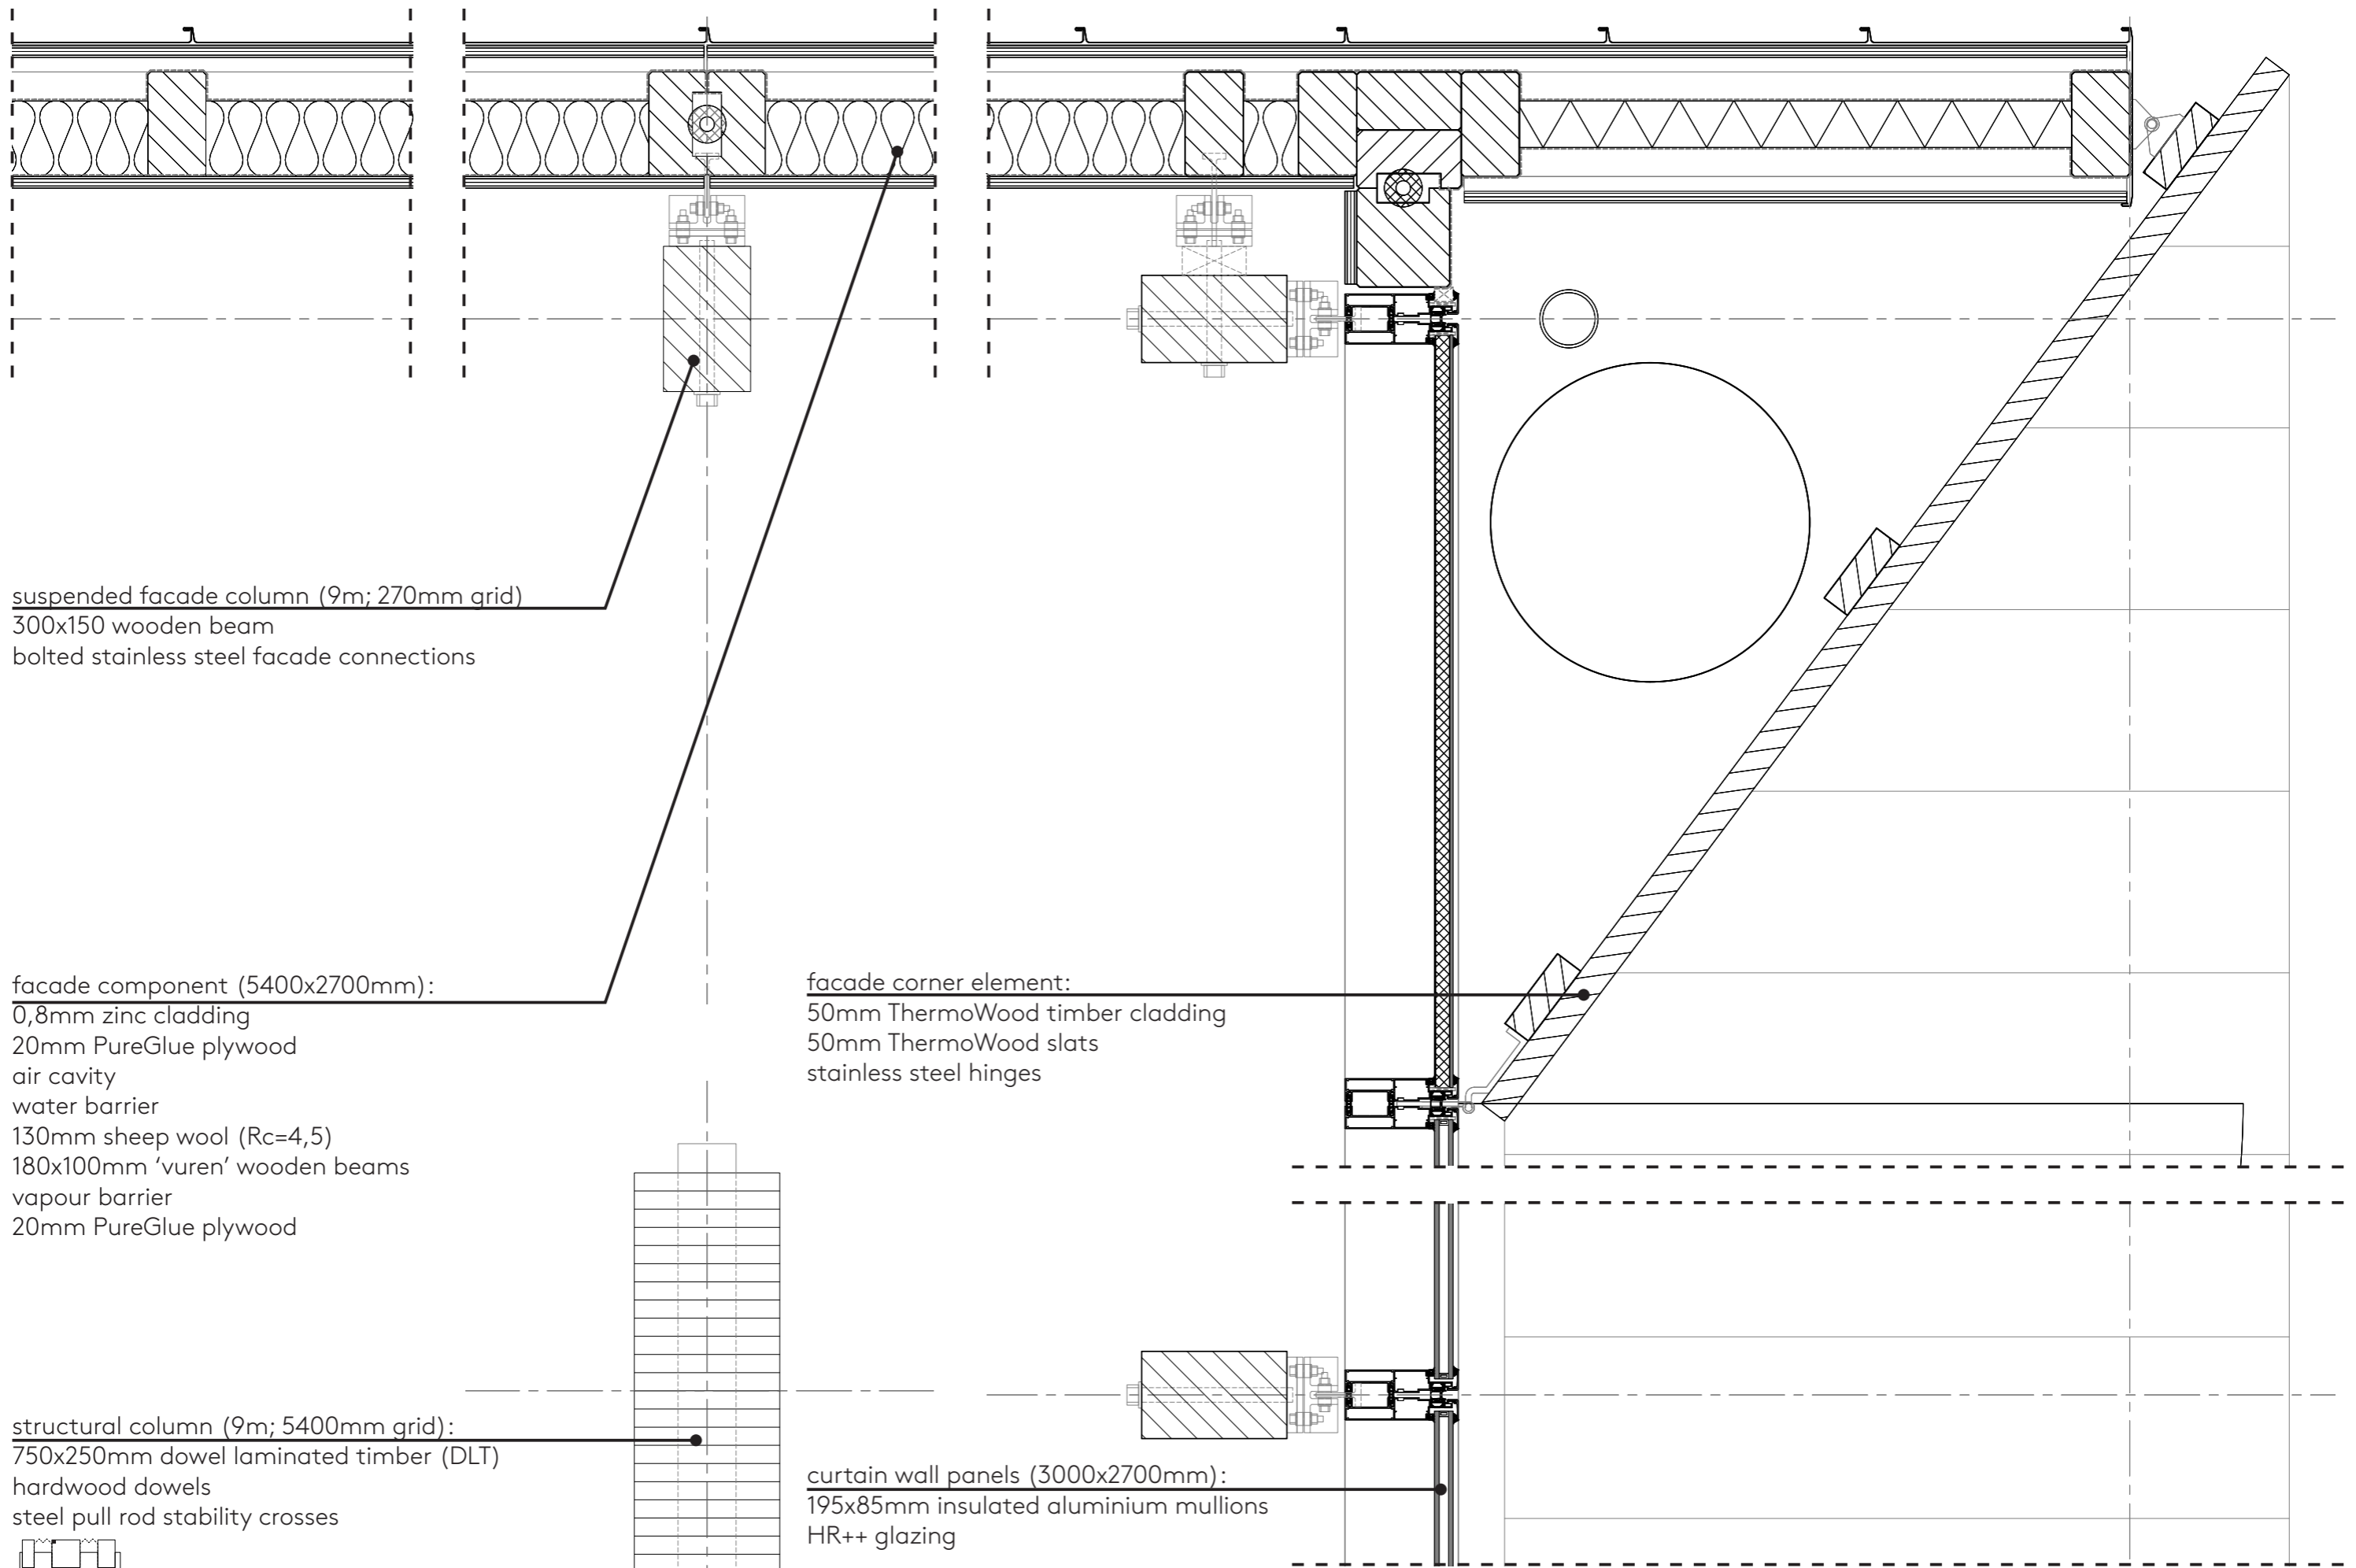 suspended facade column (9m; 270mm grid)
300x150 wooden beam
bolted stainless steel facade connections
facade component (5400x2700mm):
0,8mm zinc cladding
20mm PureGlue plywood
air cavity
water barrier
130mm sheep wool (Rc=4,5)
180x100mm ‘vuren’ wooden beams
vapour barrier
20mm PureGlue plywood
facade corner element:
50mm ThermoWood timber cladding
50mm ThermoWood slats
stainless steel hinges
structural column (9m; 5400mm grid):
750x250mm dowel laminated timber (DLT)
hardwood dowels
steel pull rod stability crosses
curtain wall panels (3000x2700mm):
195x85mm insulated aluminium mullions
HR++ glazing